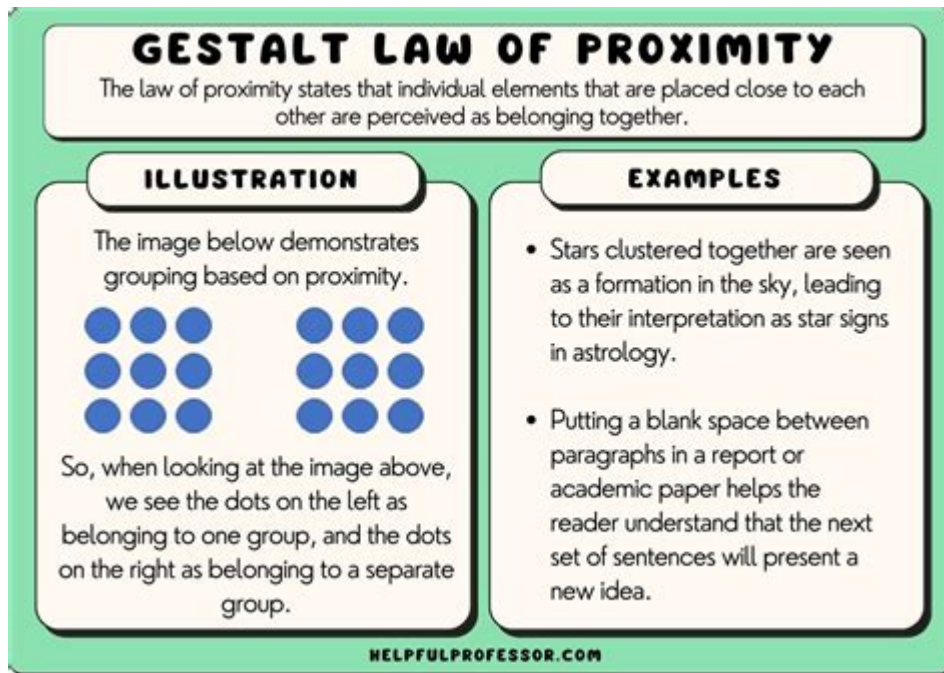 GESTALT LAW OF PROXIMITY
The law of proximity states that individual elements that are placed close to each
other are perceived as belonging together.
ILLUSTRATION
The image below demonstrates
grouping based on proximity.
So, when looking at the image above,
we see the dots on the left as
belonging to one group, and the dots
on the right as belonging to a separate
group.
EXAMPLES
• Stars clustered together are seen
as a formation in the sky, leading
to their interpretation as star signs
in astrology.
• Putting a blank space between
paragraphs in a report or
academic paper helps the
reader understand that the next
set of sentences will present a
new idea.
HELPFULPROFESSOR.COM